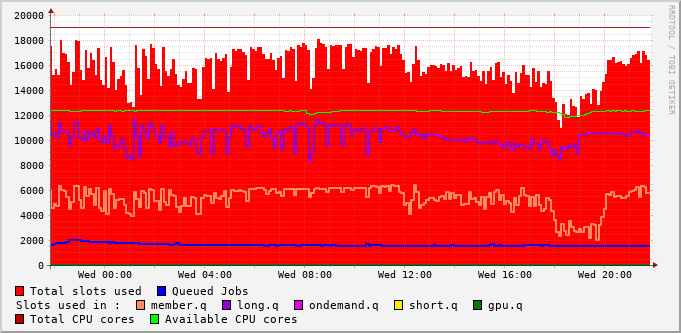 RRDTOOL / TOBI OETIKER
20000
18000
16000
14000
12000
10000
8000
6000
4000
2000
0
Wed 00:00 Wed 04:00 Wed 08:00 Wed 12:00 Wed 16:00 Wed 20:00
Total slots used Queued Jobs
Slots used in : member.q long.q ondemand.q short.q gpu.q
Total CPU cores Available CPU cores